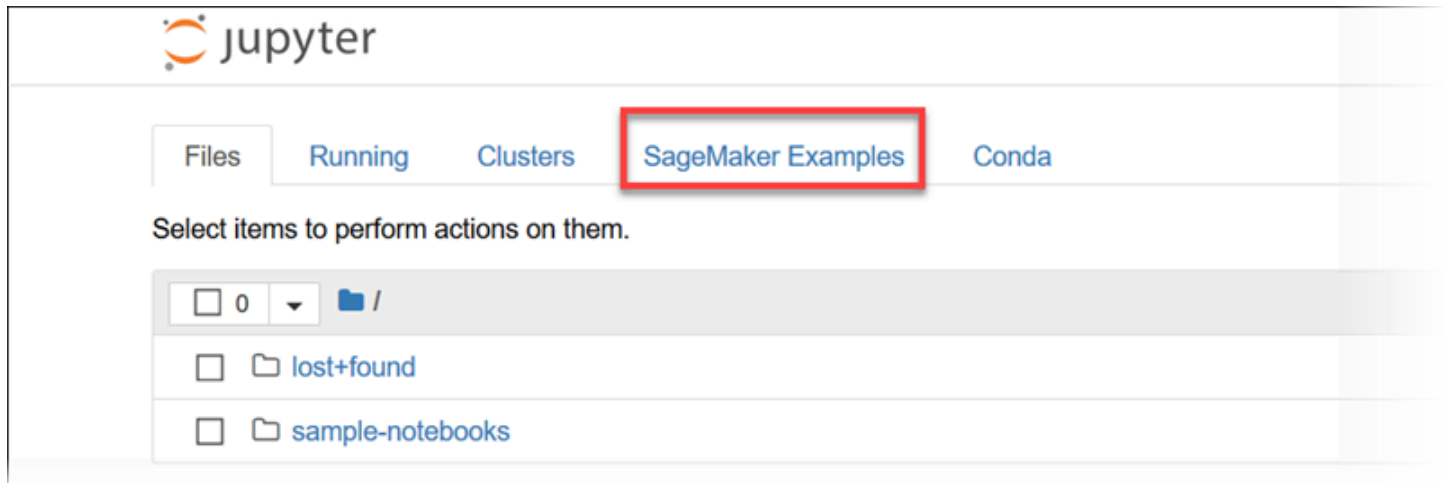 jupyter
Files Running Clusters SageMaker Examples Conda
Select items to perform actions on them.
0 /
lost+found
sample-notebooks